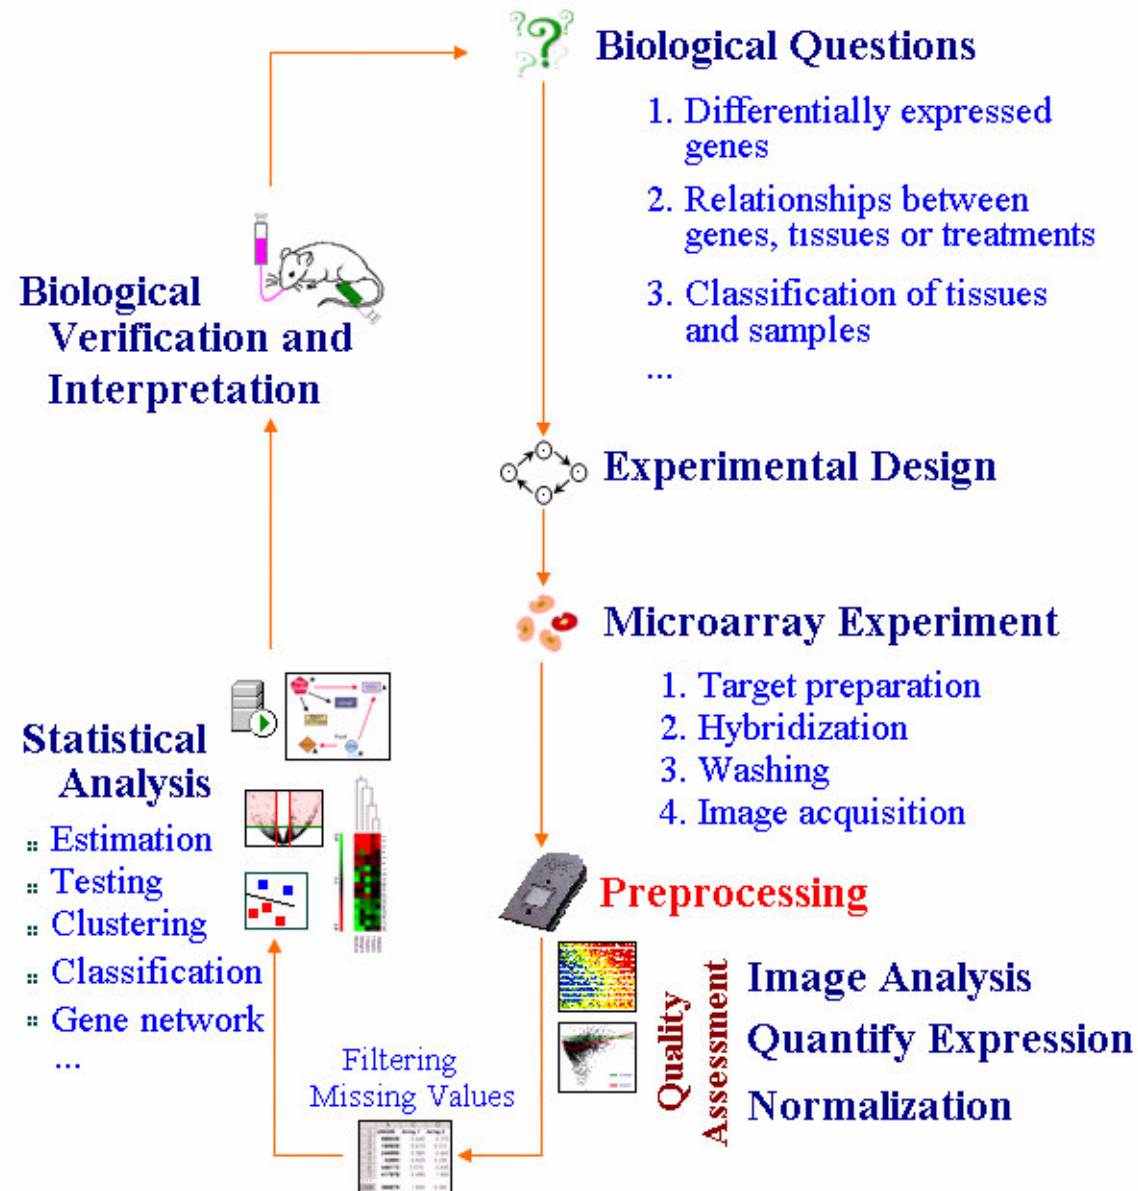 Biological Questions
1. Differentially expressed
genes
2. Relationships between
genes, tissues or treatments
3. Classification of tissues
and samples
...
Experimental Design
Microarray Experiment
1. Target preparation
2. Hybridization
3. Washing
4. Image acquisition
Preprocessing
Quality
Assessment
Image Analysis
Quantify Expression
Normalization
Filtering
Missing Values
Statistical
Analysis
Estimation
Testing
Clustering
Classification
Gene network
...
Biological
Verification and
Interpretation